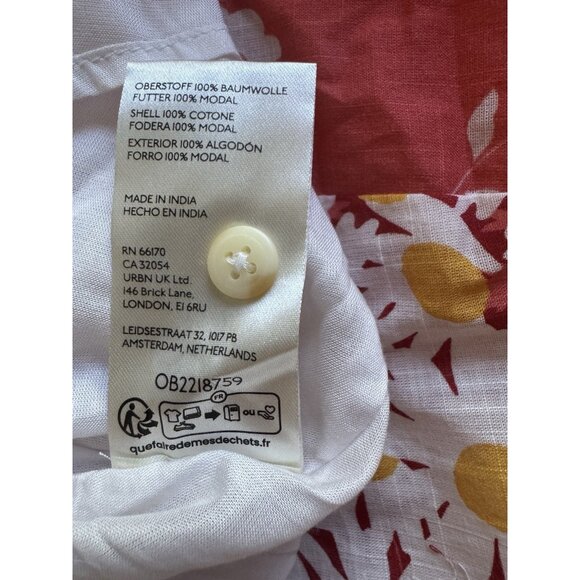 OBERSTOFF 100% BAUMWOLLE
FUTTER 100% MODAL
SHELL 100% COTONE
FODERA 100% MODAL
EXTERIOR 100% ALGODÓN
FORRO 100% MODAL
MADE IN INDIA
HECHO EN INDIA
RN 66170
CA 32054
URBN UK Ltd.
146 Brick Lane,
LONDON, E1 6RU
LEIDSESTRAAT 32, 1017 PB
AMSTERDAM, NETHERLANDS
OB2218759
FR
ou
quefairedemesdechets.fr